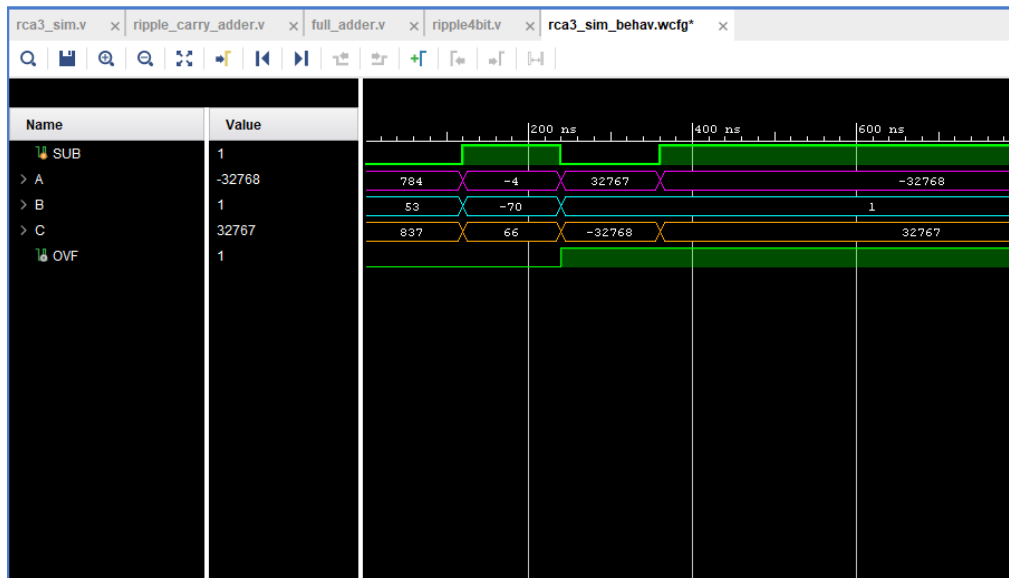 rca3_sim.v × ripple_carry_adder.v × full_adder.v × ripple4bit.v × rca3_sim_behav.wcfg* ×
Name Value
200 ns 400 ns 600 ns
SUB 1
> A -32768 784 -4 32767 -32768
> B 1 53 -70 1
> C 32767 837 66 -32768 32767
OVF 1